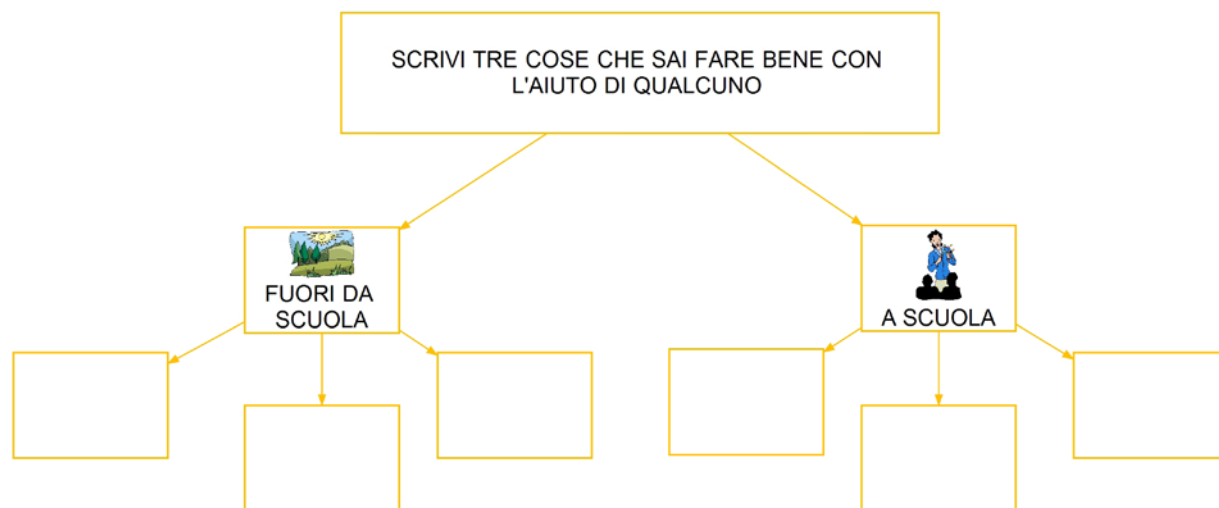 SCRIVI TRE COSE CHE SAI FARE BENE CON
L'AIUTO DI QUALCUNO
FUORI DA
SCUOLA
A SCUOLA